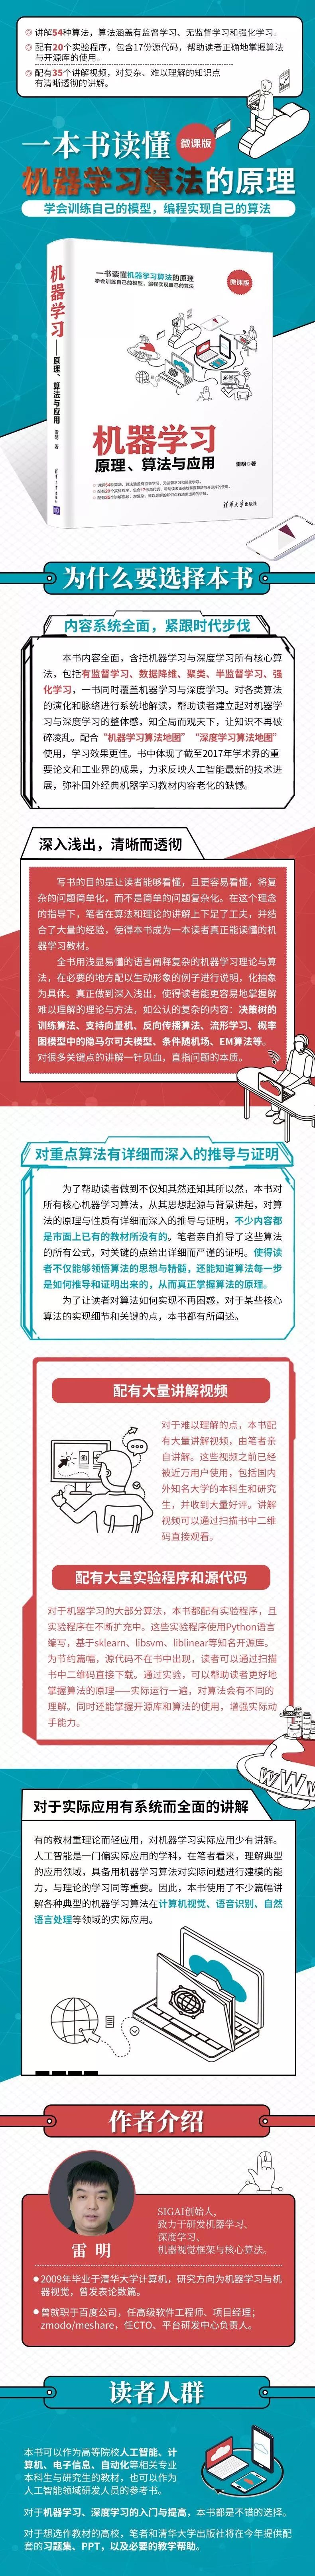 讲解54种算法，算法涵盖有监督学习、无监督学习和强化学习。
配有20个实验程序，包含17份源代码，帮助读者正确地掌握算法
与开源库的使用。
配有35个讲解视频，对复杂、难以理解的知识点
有清晰透彻的讲解。
一本书读懂
微课版
机器学习算法的原理
学会训练自己的模型，编程实现自己的算法
机器学习
原理、算法与应用
雷明 著
一书读懂机器学习算法的原理
学会训练自己的模型，编程实现自己的算法
微课版
机器学习
原理、算法与应用
雷明◎著
清华大学出版社
为什么要选择本书
内容系统全面，紧跟时代步伐
本书内容全面，含括机器学习与深度学习所有核心算
法，包括有监督学习、数据降维、聚类、半监督学习、强
化学习，一书同时覆盖机器学习与深度学习。对各类算法
的演化和脉络进行系统地解读，帮助读者建立起对机器学
习与深度学习的整体感，知全局而观天下，让知识不再破
碎凌乱。配合“机器学习算法地图”“深度学习算法地图”
使用，学习效果更佳。书中体现了截至2017年学术界的重
要论文和工业界的成果，力求反映人工智能最新的技术进
展，弥补国外经典机器学习教材内容老化的缺憾。
深入浅出，清晰而透彻
写书的目的是让读者能够看懂，且更容易看懂，将复
杂的问题简单化，而不是简单的问题复杂化。在这个理念
的指导下，笔者在算法和理论的讲解上下足了工夫，并结
合了大量的经验，使得本书成为一本读者真正能读懂的机
器学习教材。
全书用浅显易懂的语言阐释复杂的机器学习理论与算
法，在必要的地方配以生动形象的例子进行说明，化抽象
为具体。真正做到深入浅出，使得读者能更容易地掌握解
难以理解的理论与方法，如公认的复杂的内容：决策树的
训练算法、支持向量机、反向传播算法、流形学习、概率
图模型中的隐马尔可夫模型、条件随机场、EM算法等。
对很多关键点的讲解一针见血，直指问题的本质。
对重点算法有详细而深入的推导与证明
为了帮助读者做到不仅知其然还知其所以然，本书对
所有核心机器学习算法，从其思想起源与背景讲起，对算
法的原理与性质有详细而深入的推导与证明，不少内容都
是市面上已有的教材所没有的。笔者亲自推导了这些算法
的所有公式，对关键的点给出详细而严谨的证明。使得读
者不仅能够领悟算法的思想与精髓，还能知道算法每一步
是如何推导和证明出来的，从而真正掌握算法的原理。
为了让读者对算法如何实现不再困惑，对于某些核心
算法的实现细节和关键的点，本书都有所阐述。
配有大量讲解视频
对于难以理解的点，本书配
有大量讲解视频，由笔者亲
自讲解。这些视频之前已经
被近万用户使用，包括国内
外知名大学的本科生和研究
生，并收到大量好评。讲解
视频可以通过扫描书中二维
码直接观看。
配有大量实验程序和源代码
对于机器学习的大部分算法，本书都配有实验程序，且
实验程序在不断扩充中。这些实验程序使用Python语言
编写，基于sklearn、libsvm、liblinear等知名开源库。
为节约篇幅，源代码不在书中出现，读者可以通过扫描
书中二维码直接下载。通过实验，可以帮助读者更好地
掌握算法的原理——实际运行一遍，对算法会有不同的
理解。同时还能掌握开源库和算法的使用，增强实际动
手能力。
WWW
对于实际应用有系统而全面的讲解
有的教材重理论而轻应用，对机器学习实际应用少有讲解。
人工智能是一门偏实际应用的学科，在笔者看来，理解典型
的应用领域，具备用机器学习算法对实际问题进行建模的能
力，与理论的学习同等重要。因此，本书使用了不少篇幅讲
解各种典型的机器学习算法在计算机视觉、语音识别、自然
语言处理等领域的实际应用。
作者介绍
雷 明
SIGAI创始人，
致力于研发机器学习、
深度学习、
机器视觉框架与核心算法。
2009年毕业于清华大学计算机，研究方向为机器学习与机
器视觉，曾发表论数篇。
曾就职于百度公司，任高级软件工程师、项目经理；
zmodo/meshare，任CTO、平台研发中心负责人。
读者人群
本书可以作为高等院校人工智能、计
算机、电子信息、自动化等相关专业
本科生与研究生的教材，也可以作为
人工智能领域研发人员的参考书。
对于机器学习、深度学习的入门与提高，本书都是不错的选择。
对于想选作教材的高校，笔者和清华大学出版社将在今年提供配
套的习题集、PPT，以及必要的教学帮助。